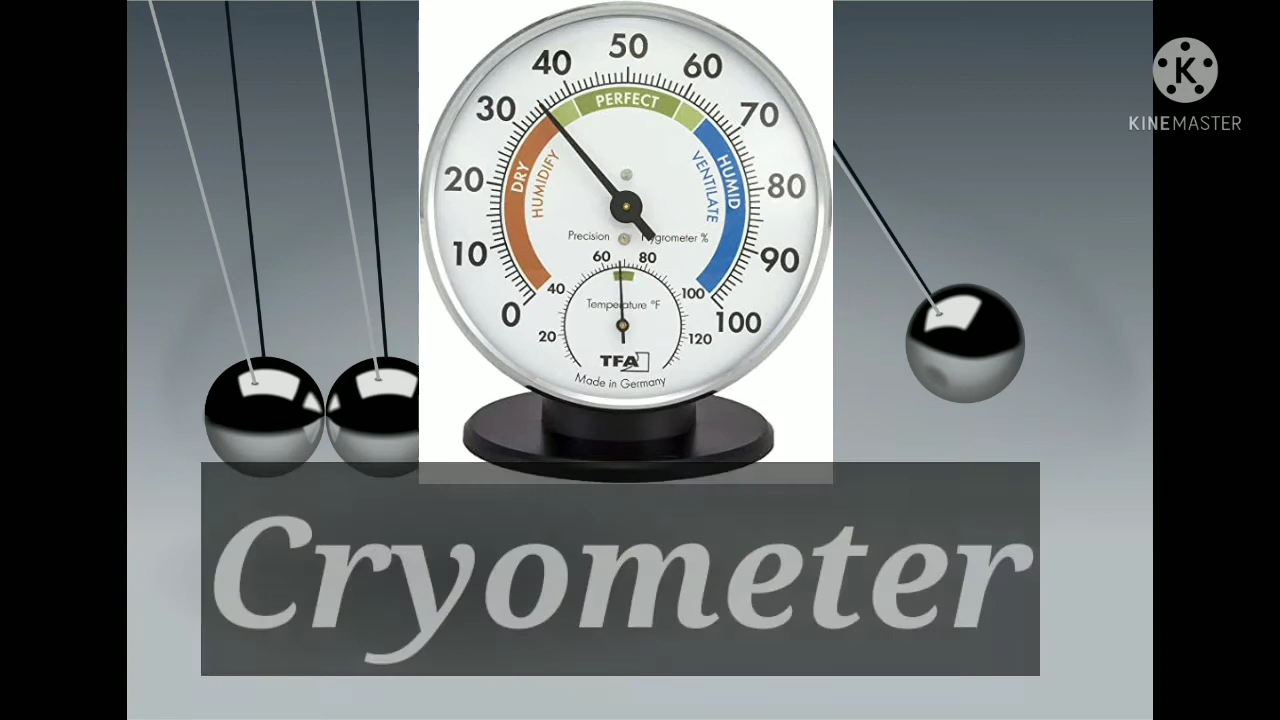 KINEMASTER
50
40
60
30
PERFECT
70
DRY
HUMIDIFY
HUMID
VENTILATE
20
80
Precision Hygrometer %
10
60
80
90
40
100
Temperature °F
0
100
20
120
TFA
Made in Germany
Cryometer